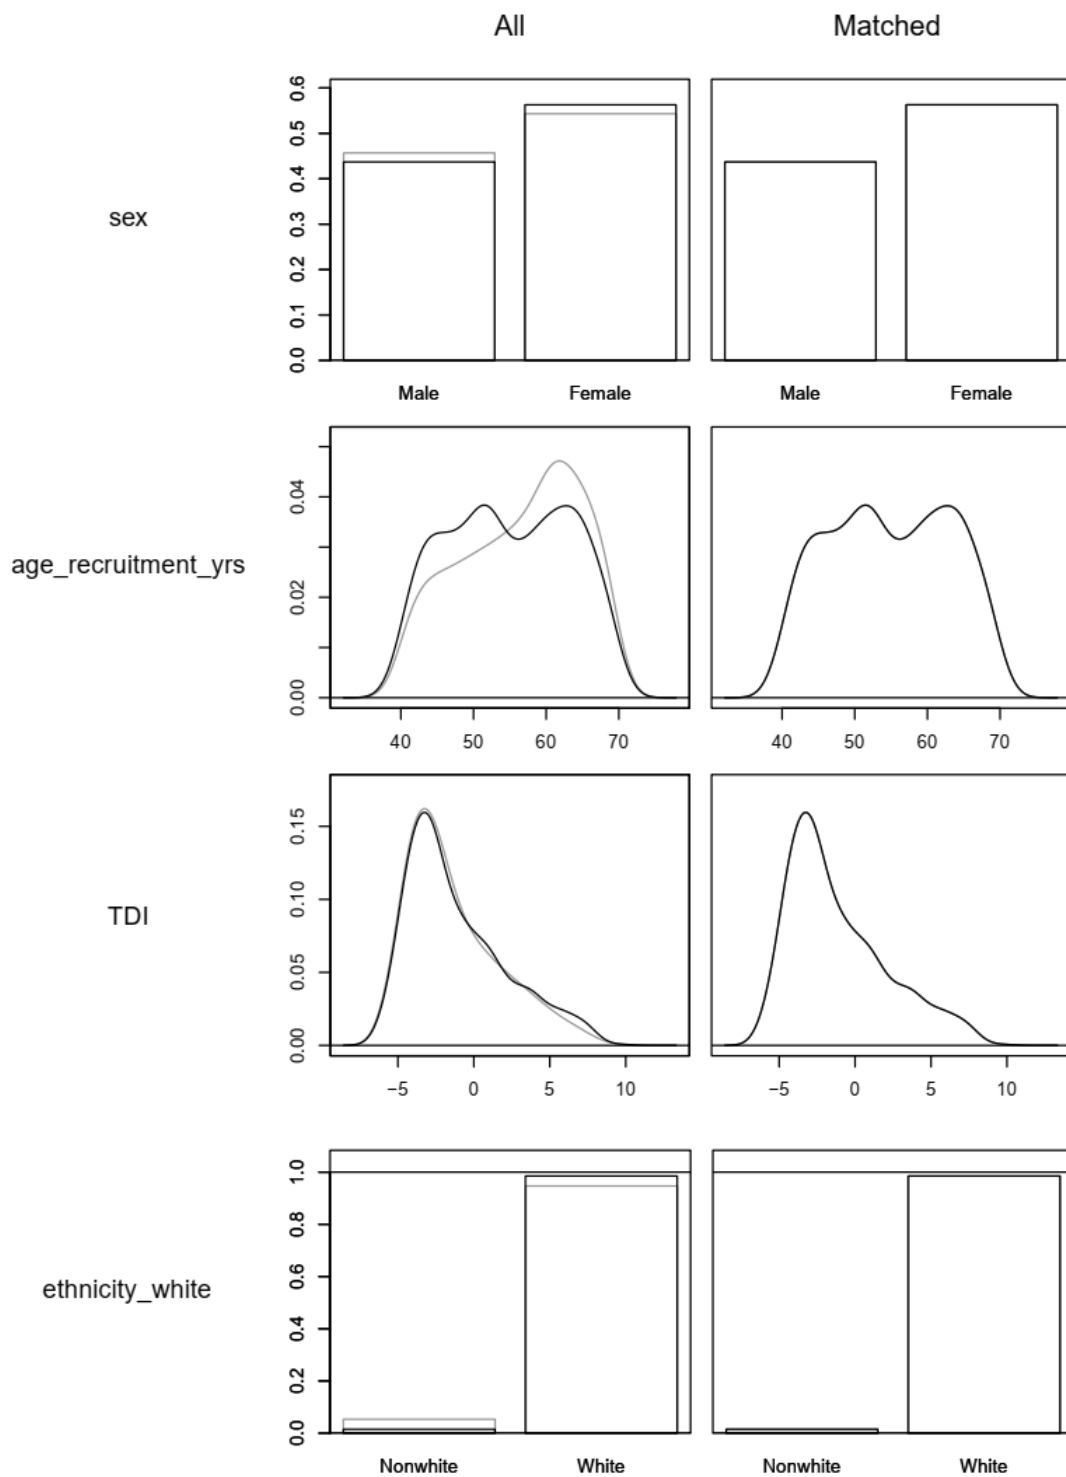 All Matched
sex
0.6
0.5
0.4
0.3
0.2
0.1
0.0
Male Female Male Female
age_recruitment_yrs
0.04
0.02
0.00
40 50 60 70 40 50 60 70
TDI
0.15
0.10
0.05
0.00
−5 0 5 10 −5 0 5 10
ethnicity_white
1.0
0.8
0.6
0.4
0.2
0.0
Nonwhite White Nonwhite White